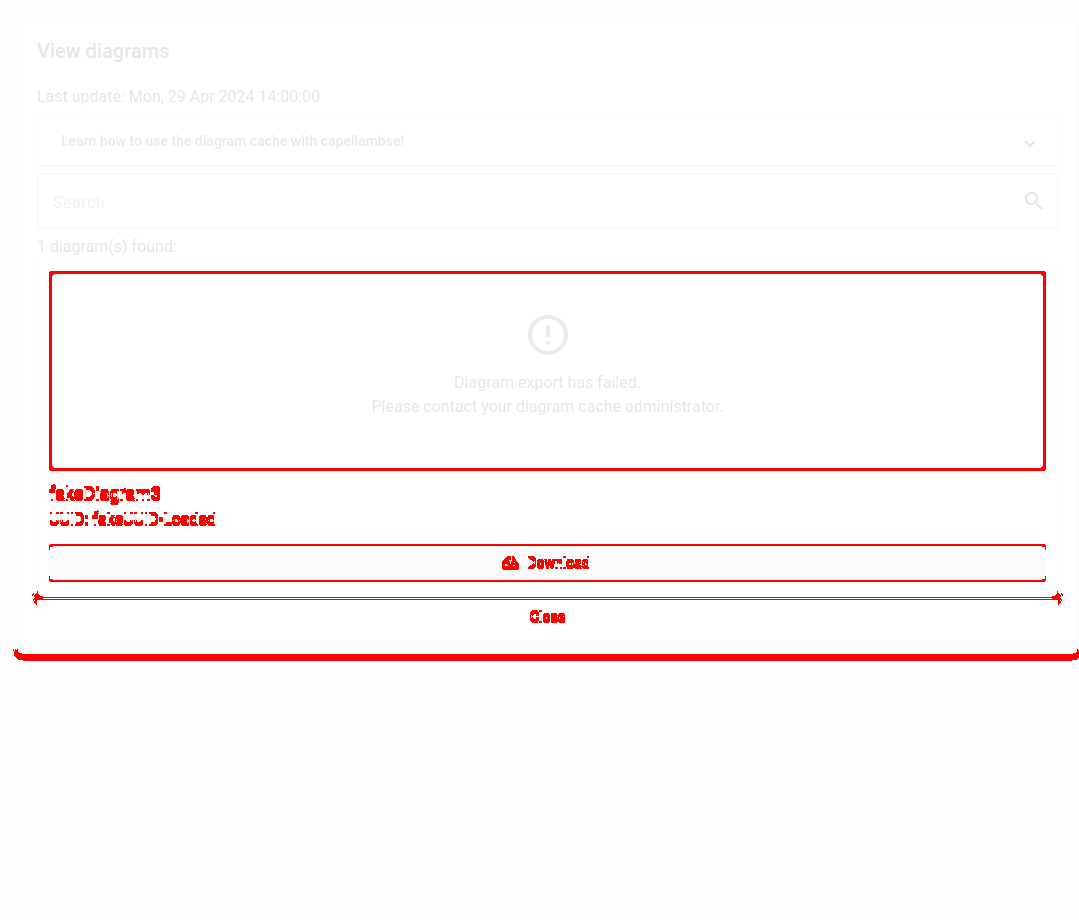 View diagrams
Last update: Mon, 29 Apr 2024 14:00:00
Learn how to use the diagram cache with capellambse!
Search
1 diagram(s) found:
Diagram export has failed.
Please contact your diagram cache administrator.
fakeDiagram3
UUID: fakeUUID-Loaded
Download
Close